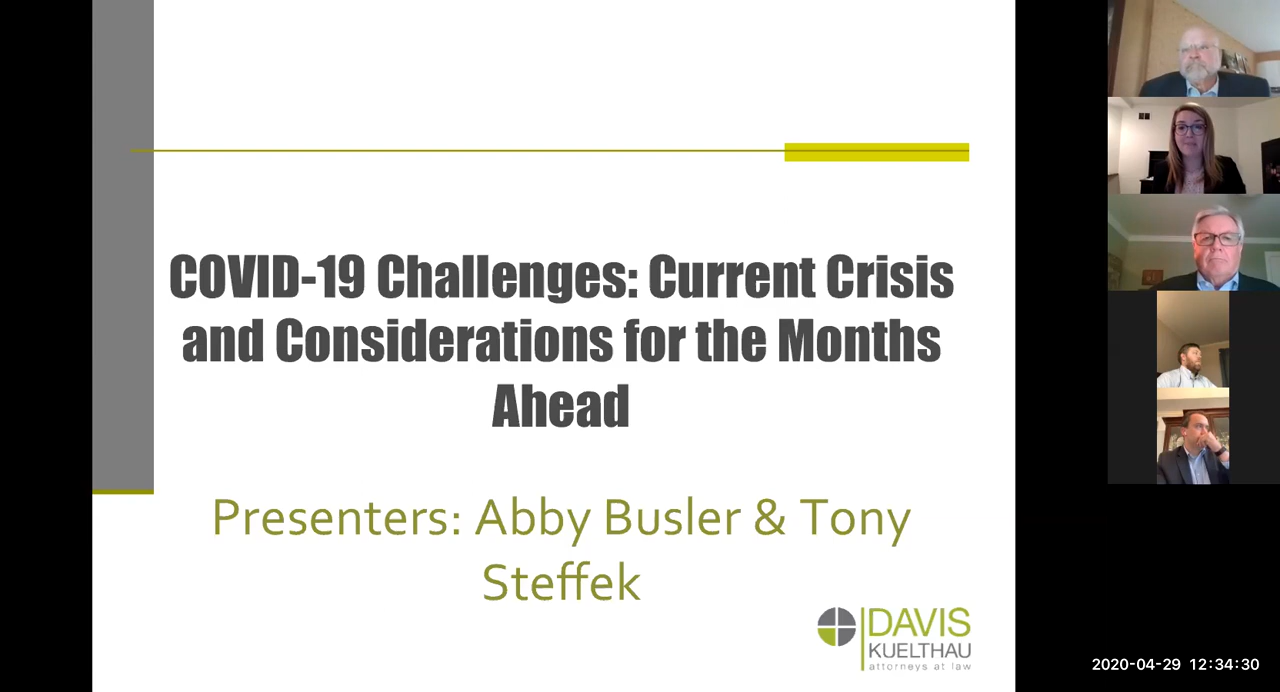 COVID-19 Challenges: Current Crisis
and Considerations for the Months
Ahead
Presenters: Abby Busler & Tony
Steffek
DAVIS
KUELTHAU
attorneys at law
2020-04-29 12:34:30